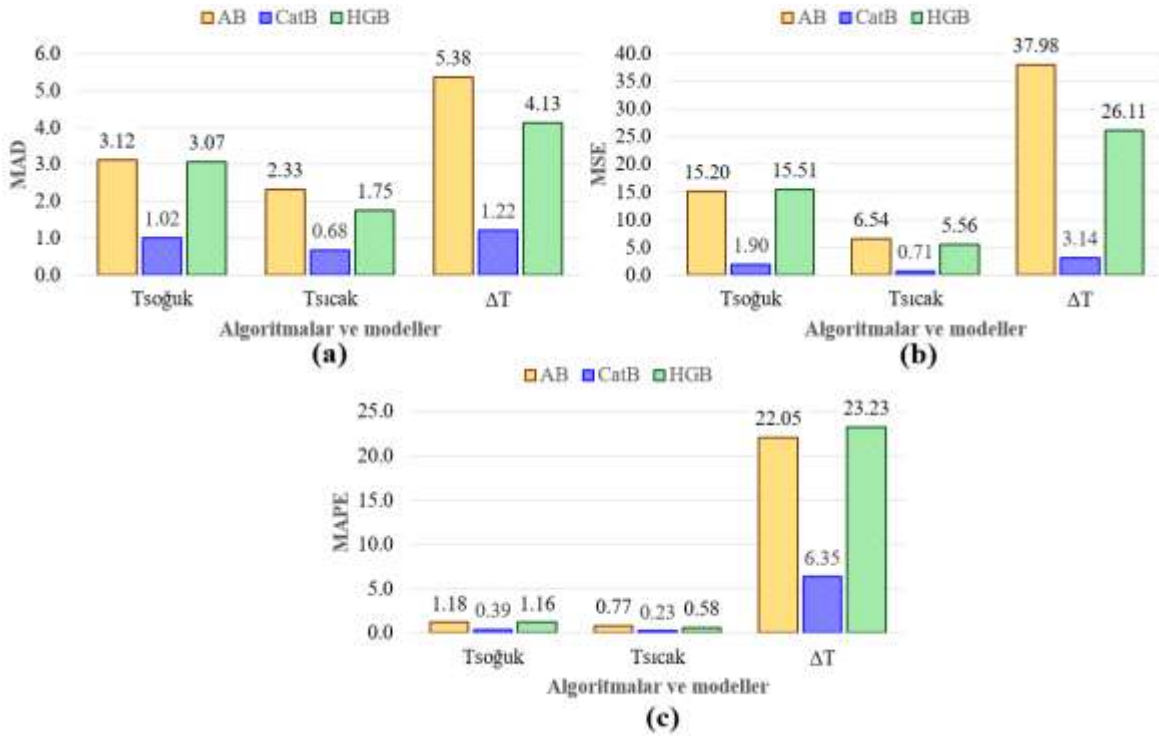 AB CatB HGB
6.0
5.0
4.0
3.0
2.0
1.0
0.0
MAD
3.12 1.02 3.07 2.33 0.68 1.75 5.38 1.22 4.13
Tsoğuk Tsıcak ΔT
Algoritmalar ve modeller
(a)
AB CatB HGB
40.0
35.0
30.0
25.0
20.0
15.0
10.0
5.0
0.0
MSE
15.20 1.90 15.51 6.54 0.71 5.56 37.98 3.14 26.11
Tsoğuk Tsıcak ΔT
Algoritmalar ve modeller
(b)
AB CatB HGB
25.0
20.0
15.0
10.0
5.0
0.0
MAPE
1.18 0.39 1.16 0.77 0.23 0.58 22.05 6.35 23.23
Tsoğuk Tsıcak ΔT
Algoritmalar ve modeller
(c)